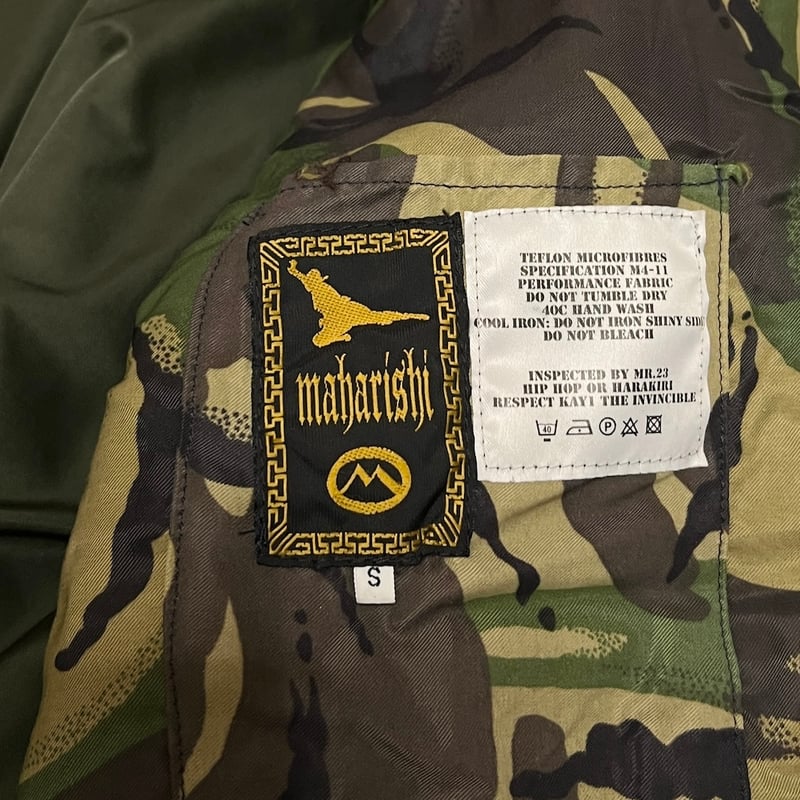 maharishi
M
S
TEFLON MICROFIBRES
SPECIFICATION M4-11
PERFORMANCE FABRIC
DO NOT TUMBLE DRY
40C HAND WASH
COOL IRON: DO NOT IRON SHINY SIDE
DO NOT BLEACH
INSPECTED BY MR.23
HIP HOP OR HARAKIRI
RESPECT KAY1 THE INVINCIBLE
40 P